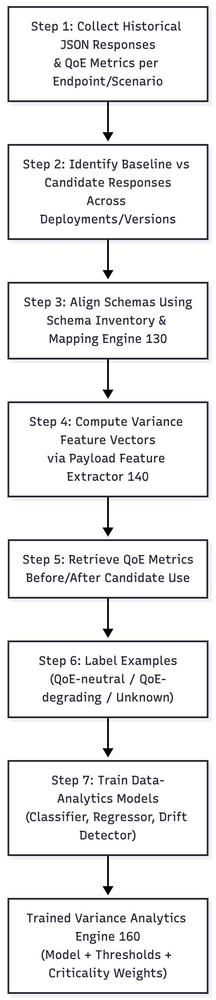 Step 1: Collect Historical
JSON Responses
& QoE Metrics per
Endpoint/Scenario
Step 2: Identify Baseline vs
Candidate Responses
Across
Deployments/Versions
Step 3: Align Schemas Using
Schema Inventory &
Mapping Engine 130
Step 4: Compute Variance
Feature Vectors
via Payload Feature
Extractor 140
Step 5: Retrieve QoE Metrics
Before/After Candidate Use
Step 6: Label Examples
(QoE-neutral / QoE-
degrading / Unknown)
Step 7: Train Data-
Analytics Models
(Classifier, Regressor, Drift
Detector)
Trained Variance Analytics
Engine 160
(Model + Thresholds +
Criticality Weights)